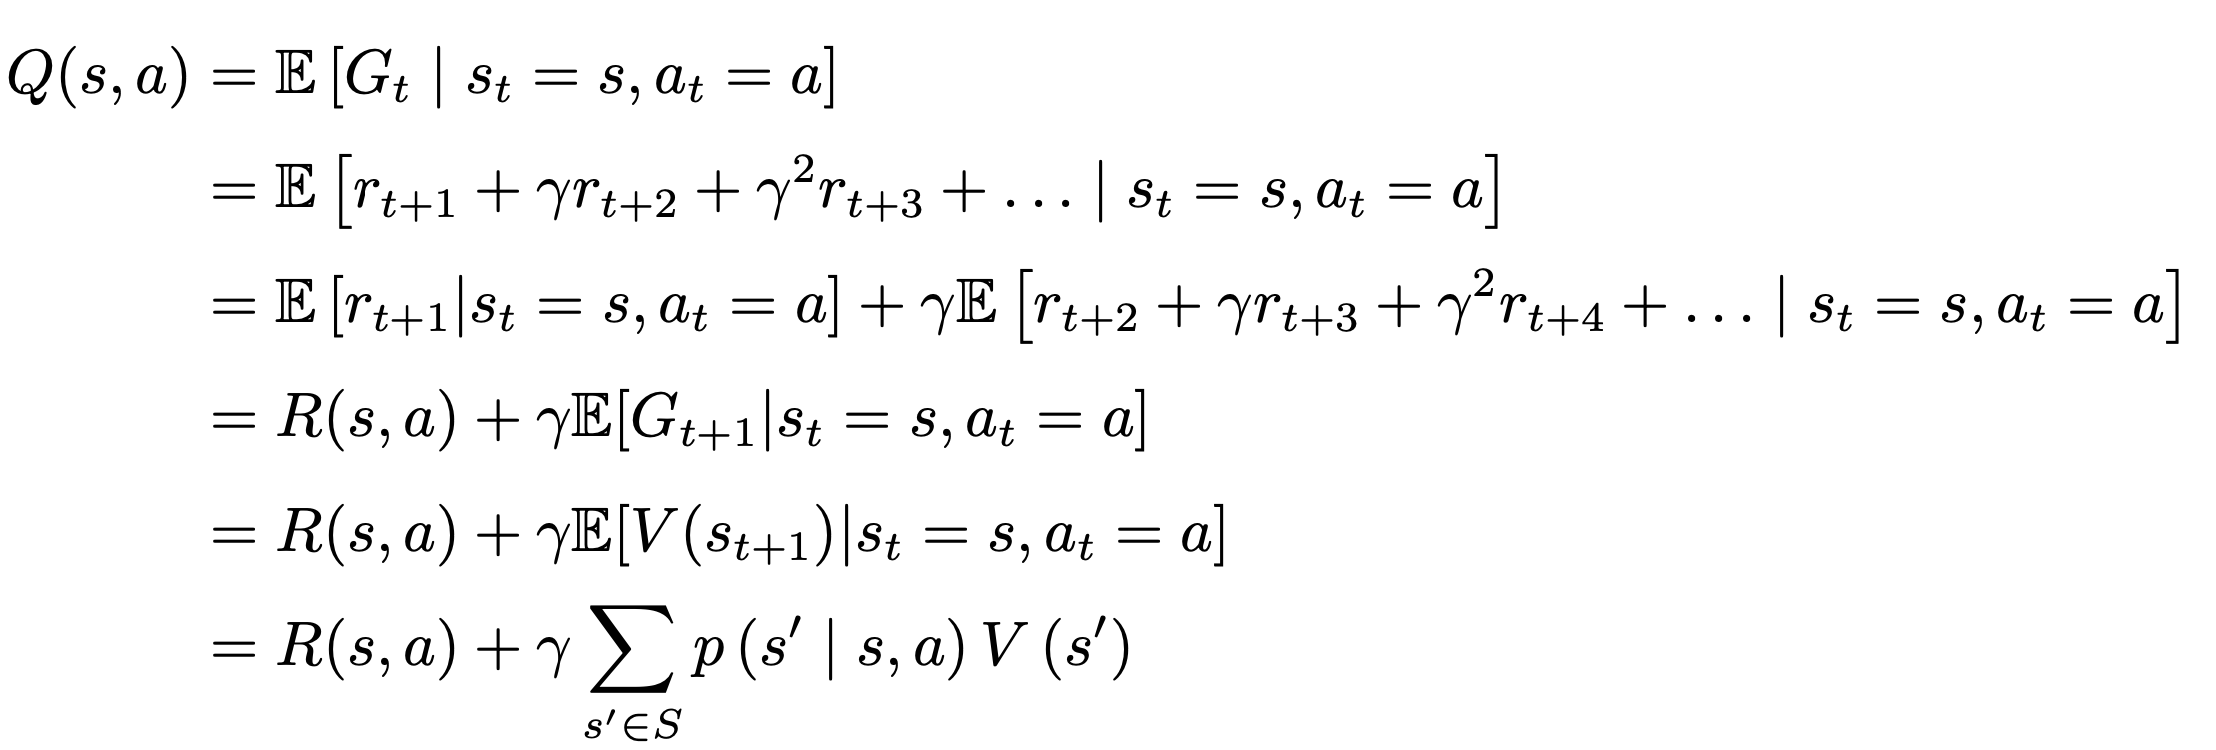 Q(s, a) = 𝔼 [G_t | s_t = s, a_t = a]
= 𝔼 [r_{t+1} + γr_{t+2} + γ^2 r_{t+3} + … | s_t = s, a_t = a]
= 𝔼 [r_{t+1}|s_t = s, a_t = a] + γ𝔼 [r_{t+2} + γr_{t+3} + γ^2 r_{t+4} + … | s_t = s, a_t = a]
= R(s, a) + γ𝔼[G_{t+1}|s_t = s, a_t = a]
= R(s, a) + γ𝔼[V(s_{t+1})|s_t = s, a_t = a]
= R(s, a) + γ ∑_{s′∈S} p (s′ | s, a) V (s′)